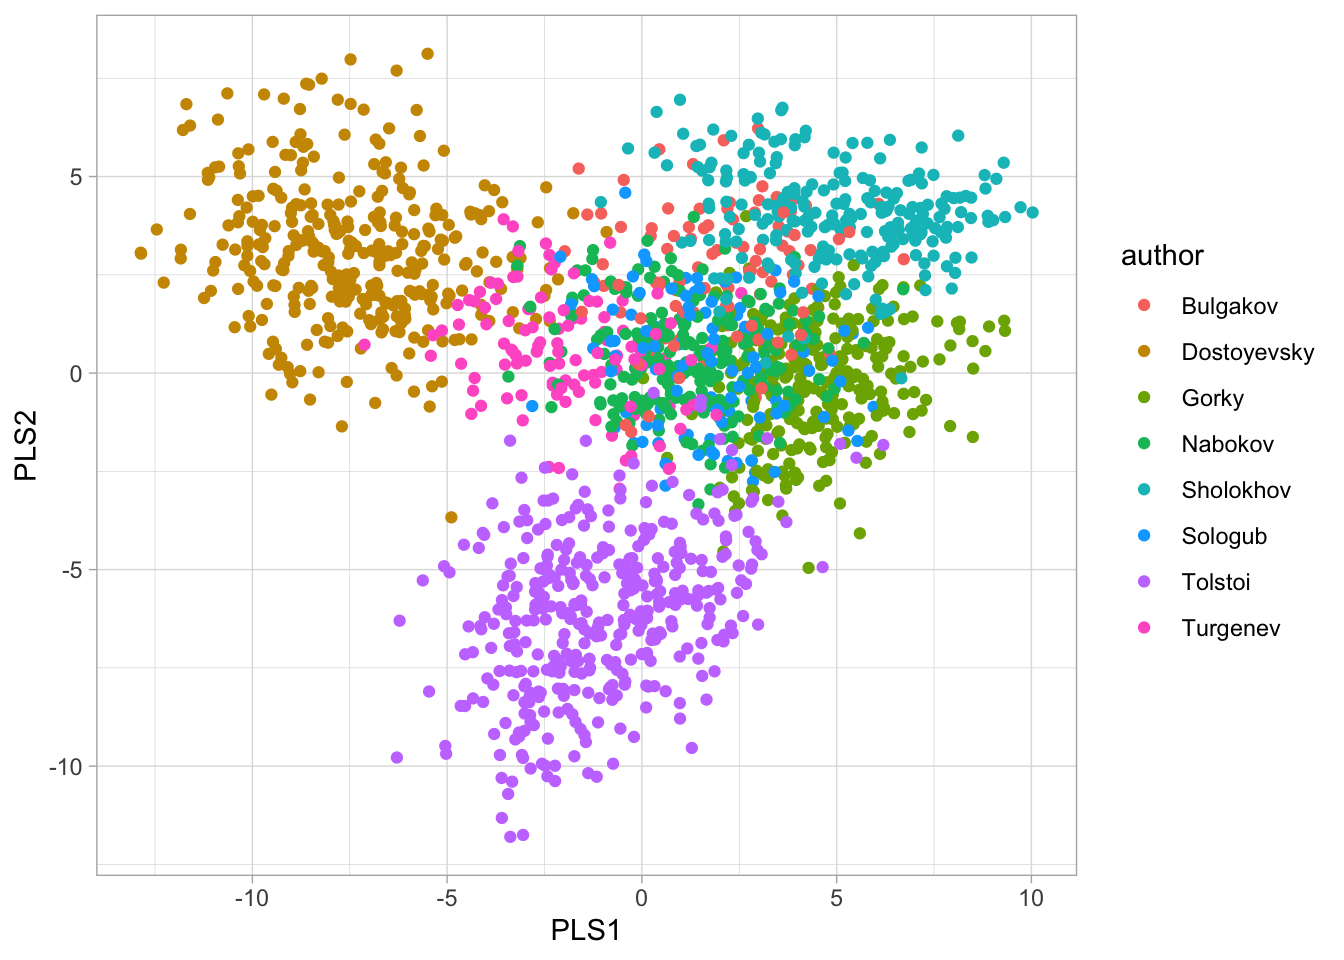 5
0
-5
-10
PLS2
-10
-5
0
5
10
PLS1
author
Bulgakov
Dostoyevsky
Gorky
Nabokov
Sholokhov
Sologub
Tolstoi
Turgenev